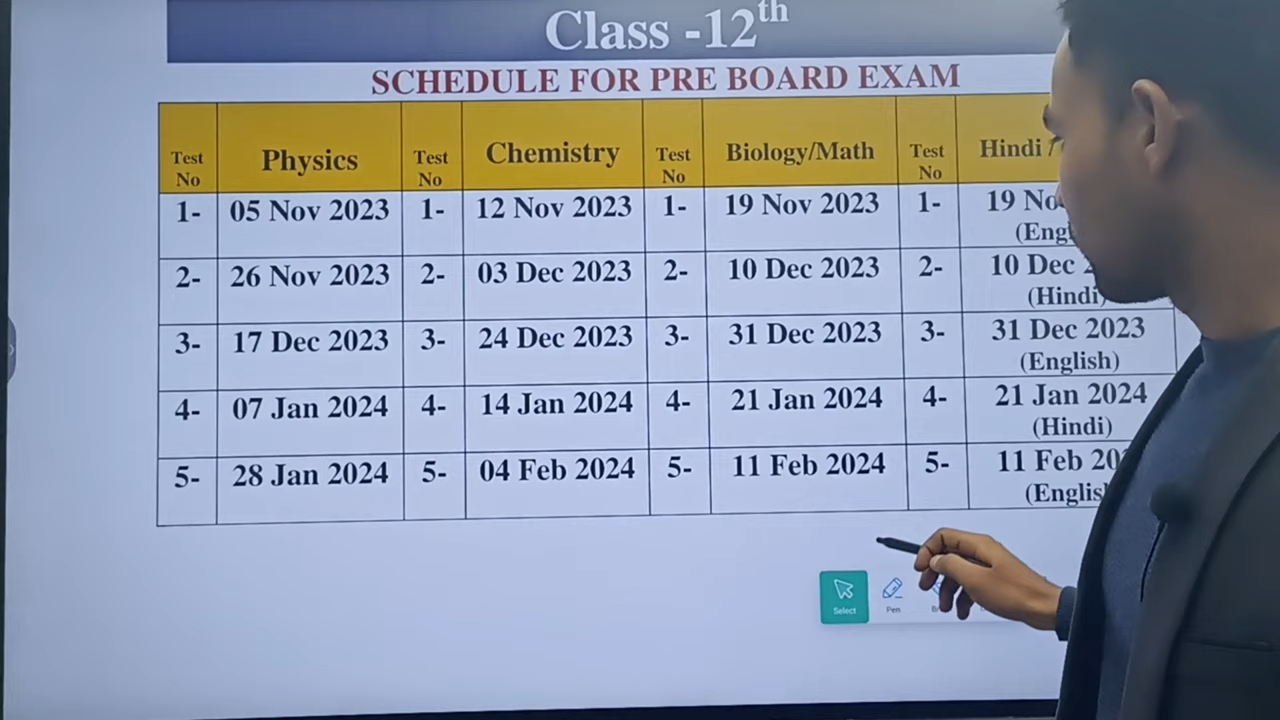 Class -12th
SCHEDULE FOR PRE BOARD EXAM
Test No Physics Test No Chemistry Test No Biology/Math Test No Hindi /
1- 05 Nov 2023 1- 12 Nov 2023 1- 19 Nov 2023 1- 19
2- 26 Nov 2023 2- 03 Dec 2023 2- 10 Dec 2023 2- 10 Dec
(Hindi)
3- 17 Dec 2023 3- 24 Dec 2023 3- 31 Dec 2023 3- 31 Dec 2023
(English)
4- 07 Jan 2024 4- 14 Jan 2024 4- 21 Jan 2024 4- 21 Jan 2024
(Hindi)
5- 28 Jan 2024 5- 04 Feb 2024 5- 11 Feb 2024 5- 11 Feb
Select Pen